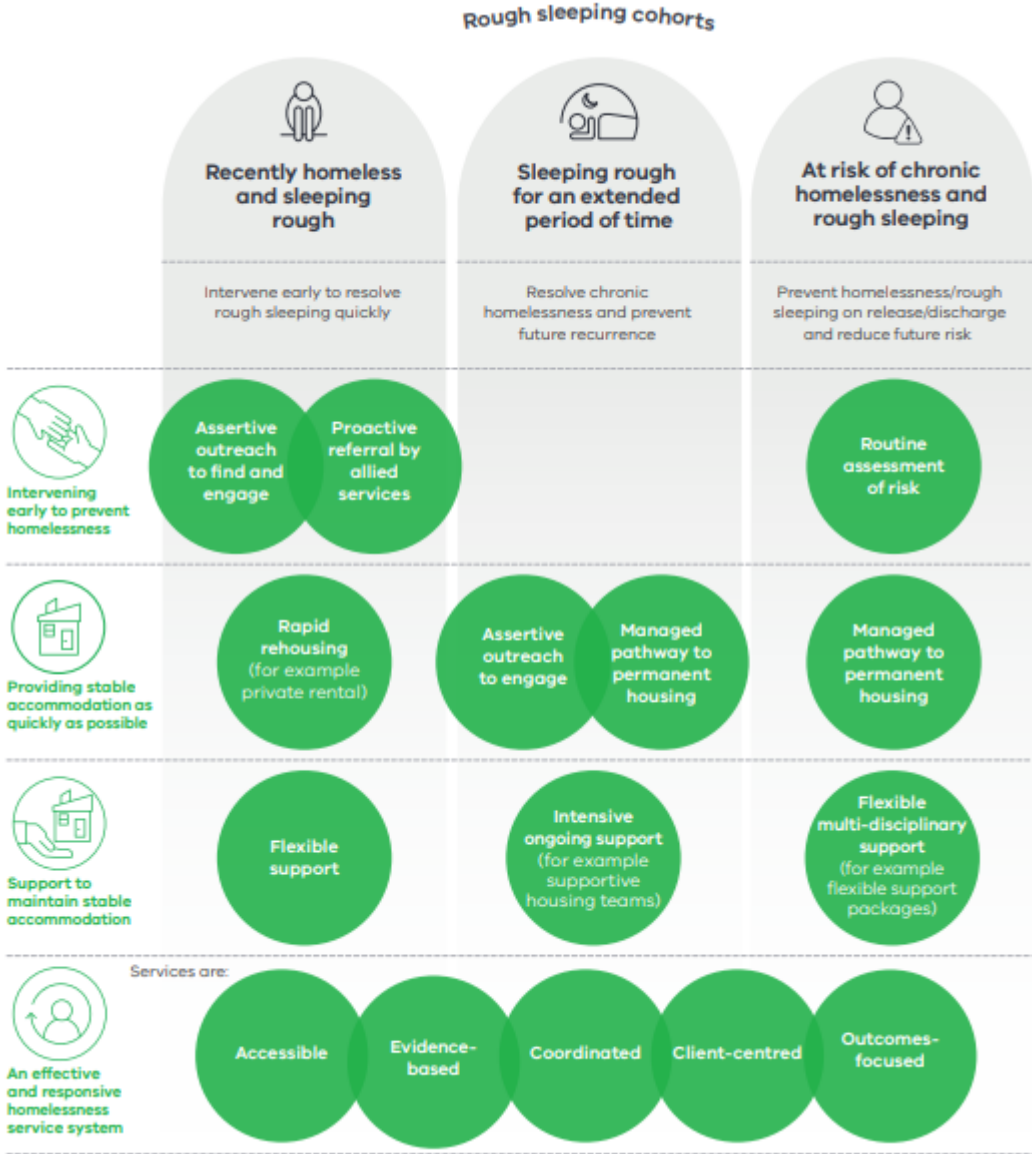 Rough sleeping cohorts
Recently homeless
and sleeping
rough
Sleeping rough
for an extended
period of time
At risk of chronic
homelessness and
rough sleeping
Intervene early to resolve
rough sleeping quickly
Resolve chronic
homelessness and prevent
future recurrence
Prevent homelessness/rough
sleeping on release/discharge
and reduce future risk
Intervening
early to prevent
homelessness
Assertive
outreach
to find and
engage
Proactive
referral by
allied
services
Routine
assessment
of risk
Providing stable
accommodation as
quickly as possible
Rapid
rehousing
(for example
private rental)
Assertive
outreach
to engage
Managed
pathway to
permanent
housing
Managed
pathway to
permanent
housing
Support to
maintain stable
accommodation
Flexible
support
Intensive
ongoing support
(for example
supportive
housing teams)
Flexible
multi-disciplinary
support
(for example
flexible support
packages)
An effective
and responsive
homelessness
service system
Services are:
Accessible
Evidence-
based
Coordinated
Client-centred
Outcomes-
focused